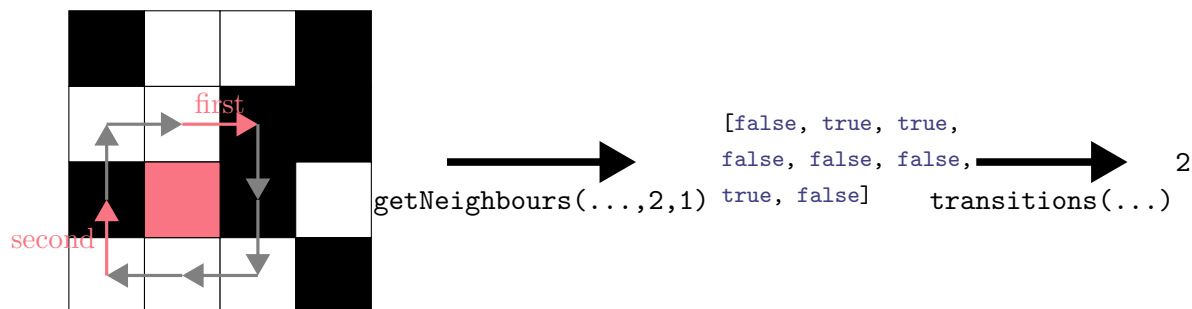 first
second
getNeighbours(...,2,1)
[false, true, true,
false, false, false,
true, false]
transitions(...)
2